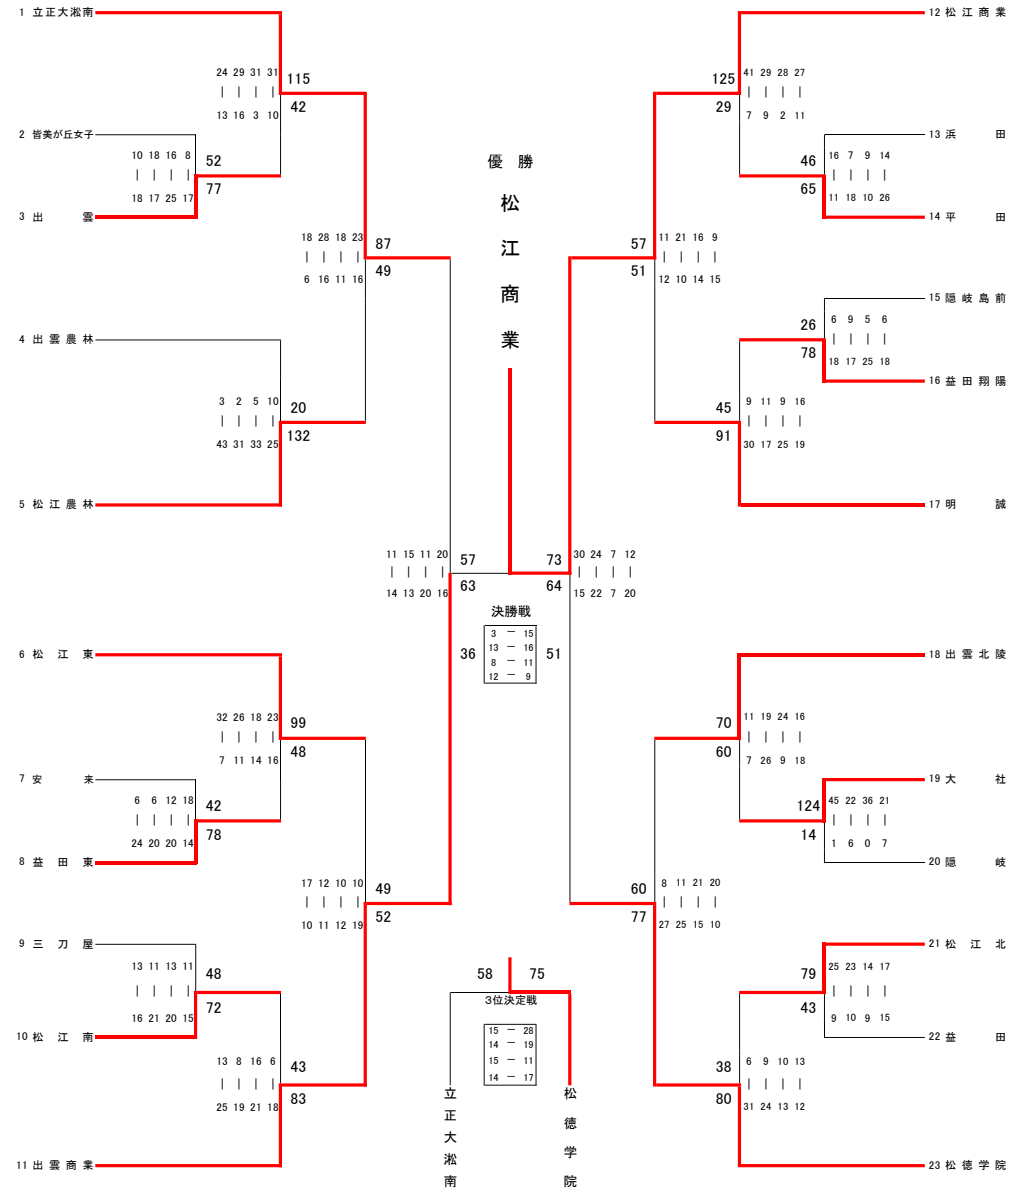 1 立正大淞南
24 29 31 31
115
42
13 16 3 10
2 皆美が丘女子
10 18 16 8
52
77
18 17 25 17
3 出雲
18 28 18 23
87
49
6 16 11 16
4 出雲農林
3 2 5 10
20
132
43 31 33 25
5 松江農林
11 15 11 20
57
63
14 13 20 16
6 松江東
32 26 18 23
99
48
7 11 14 16
7 安来
6 6 12 18
42
78
24 20 20 14
8 益田東
17 12 10 10
49
52
10 11 12 19
9 三刀屋
13 11 13 11
48
72
16 21 20 15
10 松江南
13 8 16 6
43
83
25 19 21 18
11 出雲商業
優勝
松江商業
決勝戦
36
3 － 15
13 － 16
8 － 11
12 － 9
51
58
75
3位決定戦
15 － 28
14 － 19
15 － 11
14 － 17
立正大淞南
松徳学院
12 松江商業
125
29
41 29 28 27
7 9 2 11
13 浜田
46
65
16 7 9 14
11 18 10 26
14 平田
57
51
11 21 16 9
12 10 14 15
15 隠岐島前
26
78
6 9 5 6
18 17 25 18
16 益田翔陽
45
91
9 11 9 16
30 17 25 19
17 明誠
73
64
30 24 7 12
15 22 7 20
18 出雲北陵
70
60
11 19 24 16
7 26 9 18
19 大社
124
14
45 22 36 21
1 6 0 7
20 隠岐
60
77
8 11 21 20
27 25 15 10
21 松江北
79
43
25 23 14 17
9 10 9 15
22 益田
38
80
6 9 10 13
31 24 13 12
23 松徳学院